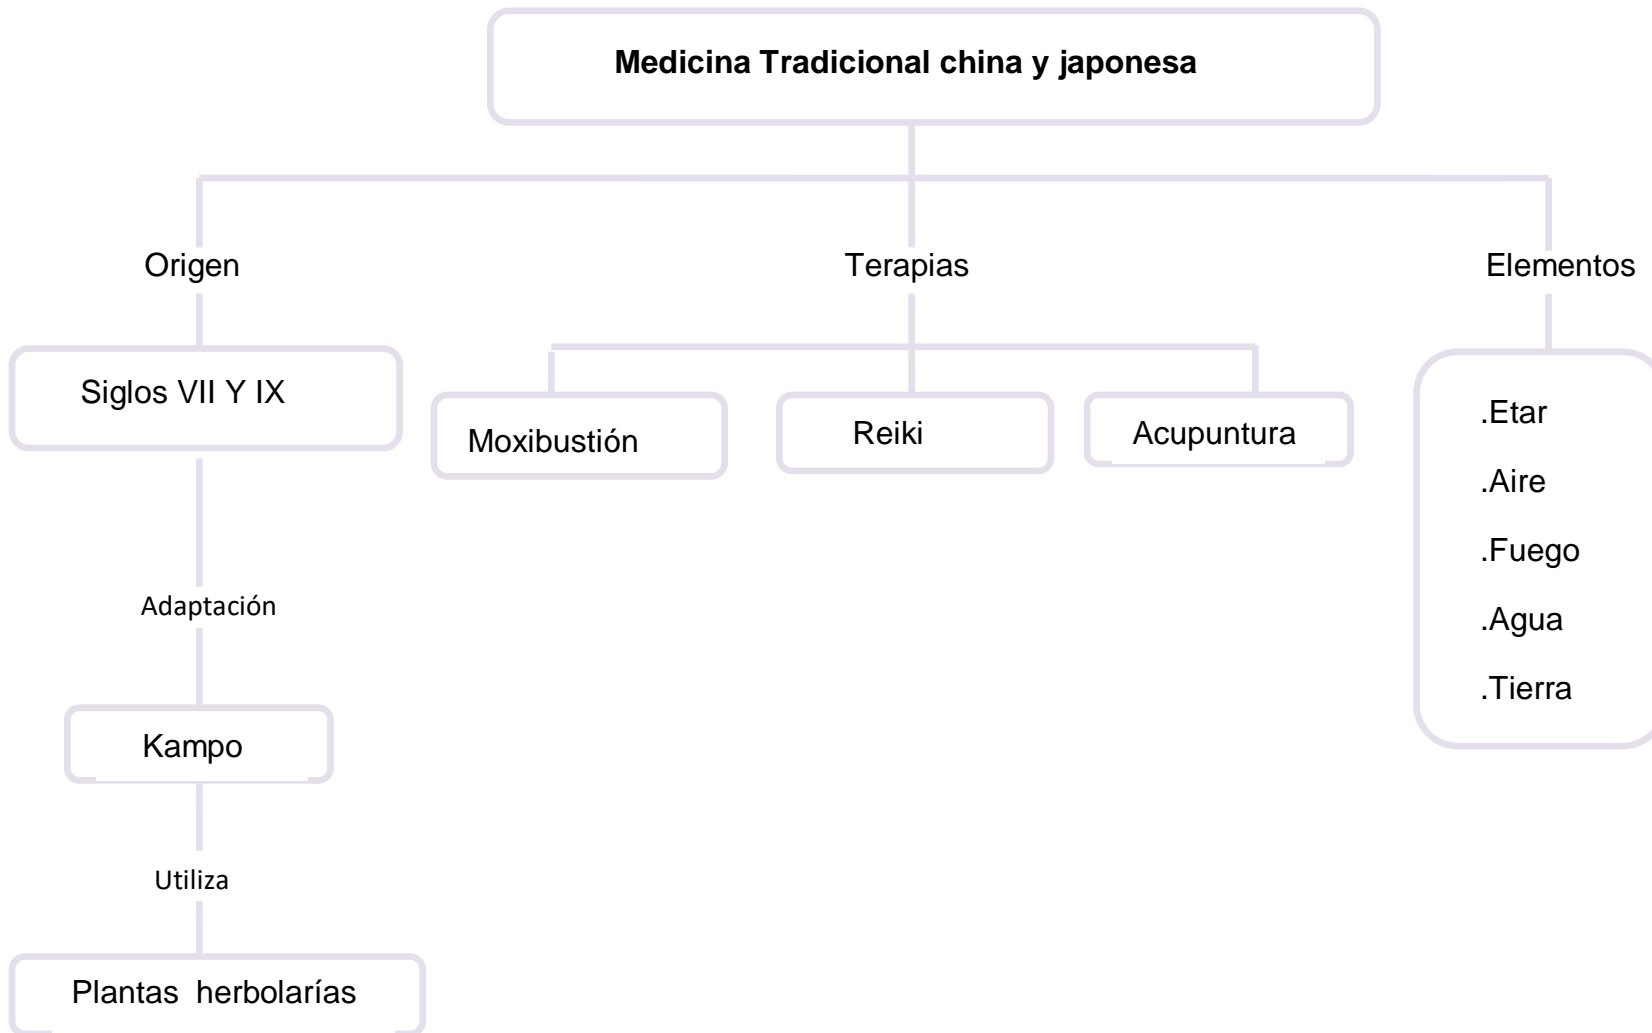 Medicina Tradicional china y japonesa
Origen
Terapias
Elementos
Siglos VII Y IX
Moxibustión
Reiki
Acupuntura
.Etar
.Aire
.Fuego
.Agua
.Tierra
Adaptación
Kampo
Utiliza
Plantas herbolarías